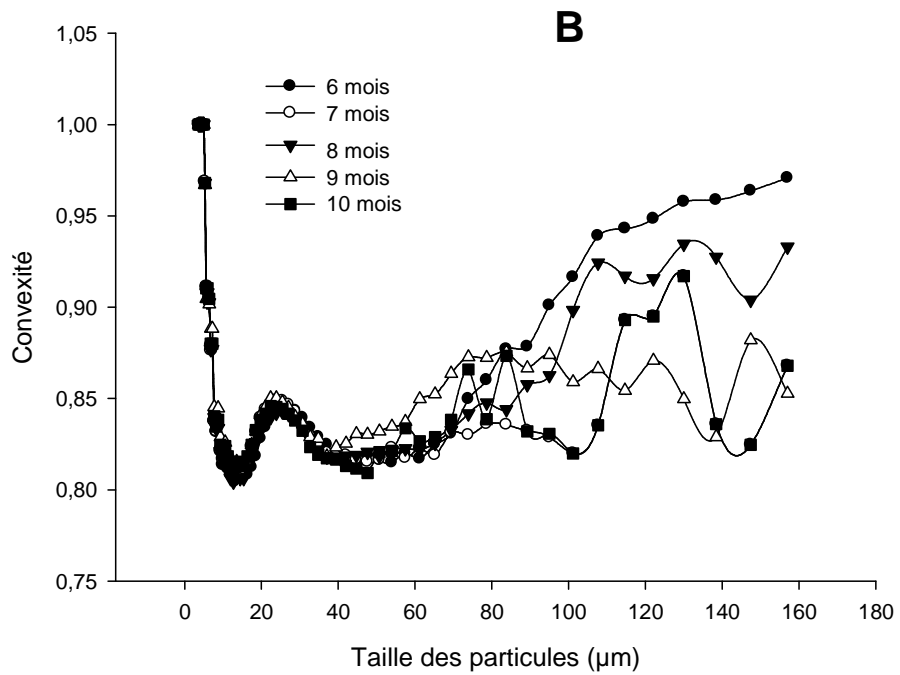 B
1,05
1,00
0,95
0,90
0,85
0,80
0,75
Convexité
6 mois
7 mois
8 mois
9 mois
10 mois
0 20 40 60 80 100 120 140 160 180
Taille des particules (µm)